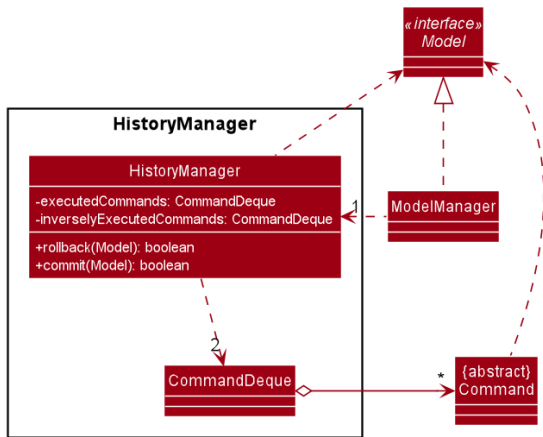 «interface»
Model
HistoryManager
HistoryManager
-executedCommands: CommandDeque
-inverselyExecutedCommands: CommandDeque
+rollback(Model): boolean
+commit(Model): boolean
1
ModelManager
2
CommandDeque
*
{abstract}
Command